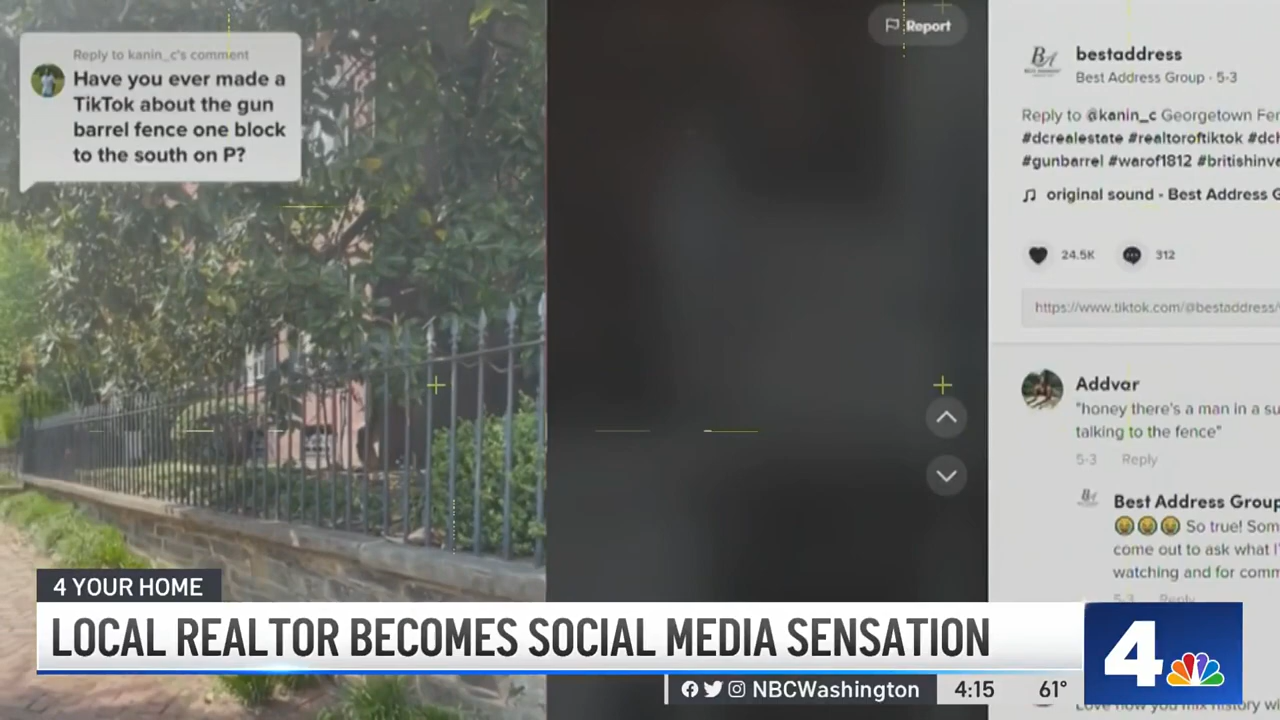 Reply to kanin_c's comment
Have you ever made a
TikTok about the gun
barrel fence one block
to the south on P?
Report
bestaddress
Best Address Group · 5-3
Reply to @kanin_c Georgetown
#dcrealestate #realtoroftiktok
#gunbarrel #warof1812
original sound - Best Address
24.5K
312
https://www.tiktok.com/@bestaddress/
Addvar
"honey there's a man in a
talking to the fence"
5-3 Reply
Best Address Group
So true!
come out to ask what
watching and for
5-3 Reply
4 YOUR HOME
LOCAL REALTOR BECOMES SOCIAL MEDIA SENSATION
4
NBCWashington
4:15
61°